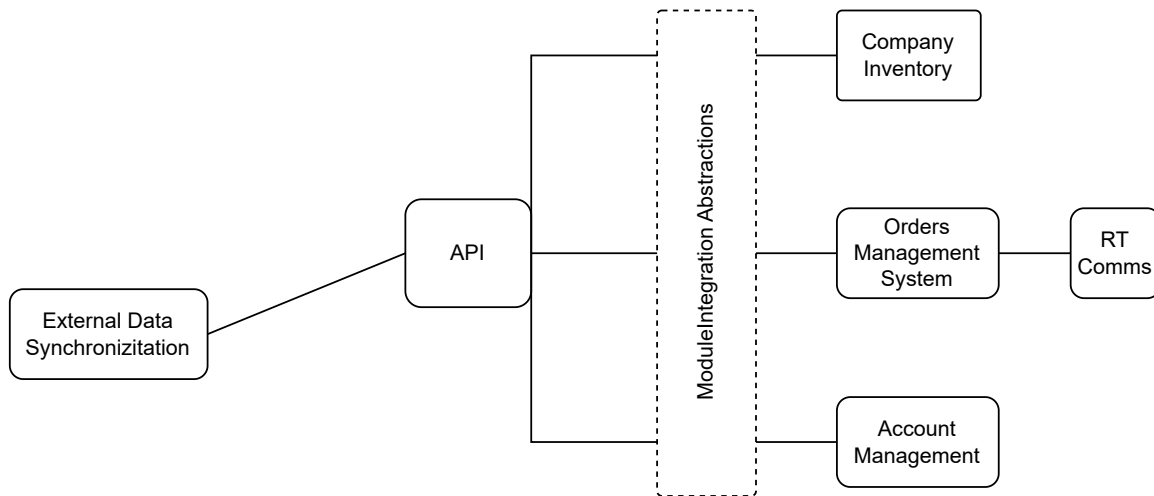 Company
Inventory
ModuleIntegration Abstractions
API
Orders
Management
System
RT
Comms
External Data
Synchronizitation
Account
Management